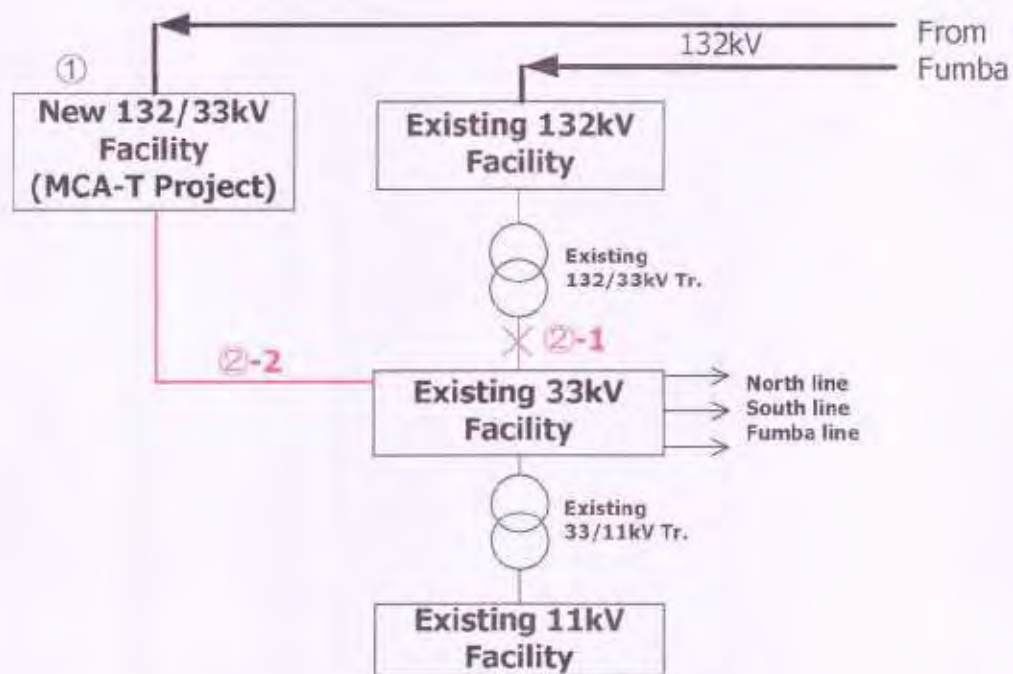 From
132kV
Fumba
①
New 132/33kV
Facility
(MCA-T Project)
Existing 132kV
Facility
Existing
132/33kV Tr.
②-1
②-2
Existing 33kV
Facility
North line
South line
Fumba line
Existing
33/11kV Tr.
Existing 11kV
Facility